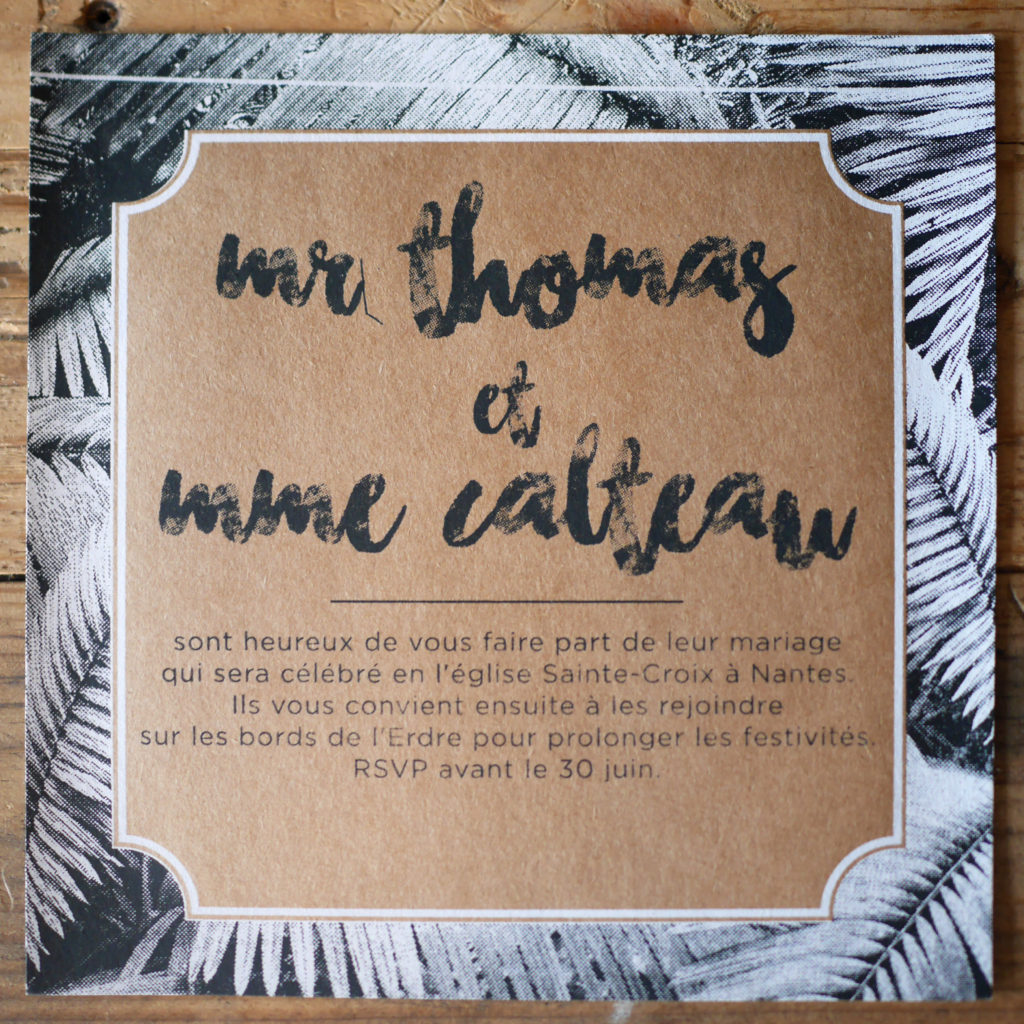 mr thomas
et
mme calteau
sont heureux de vous faire part de leur mariage
qui sera célébré en l'église Sainte-Croix à Nantes.
Ils vous convient ensuite à les rejoindre
sur les bords de l'Erdre pour prolonger les festivités.
RSVP avant le 30 juin.